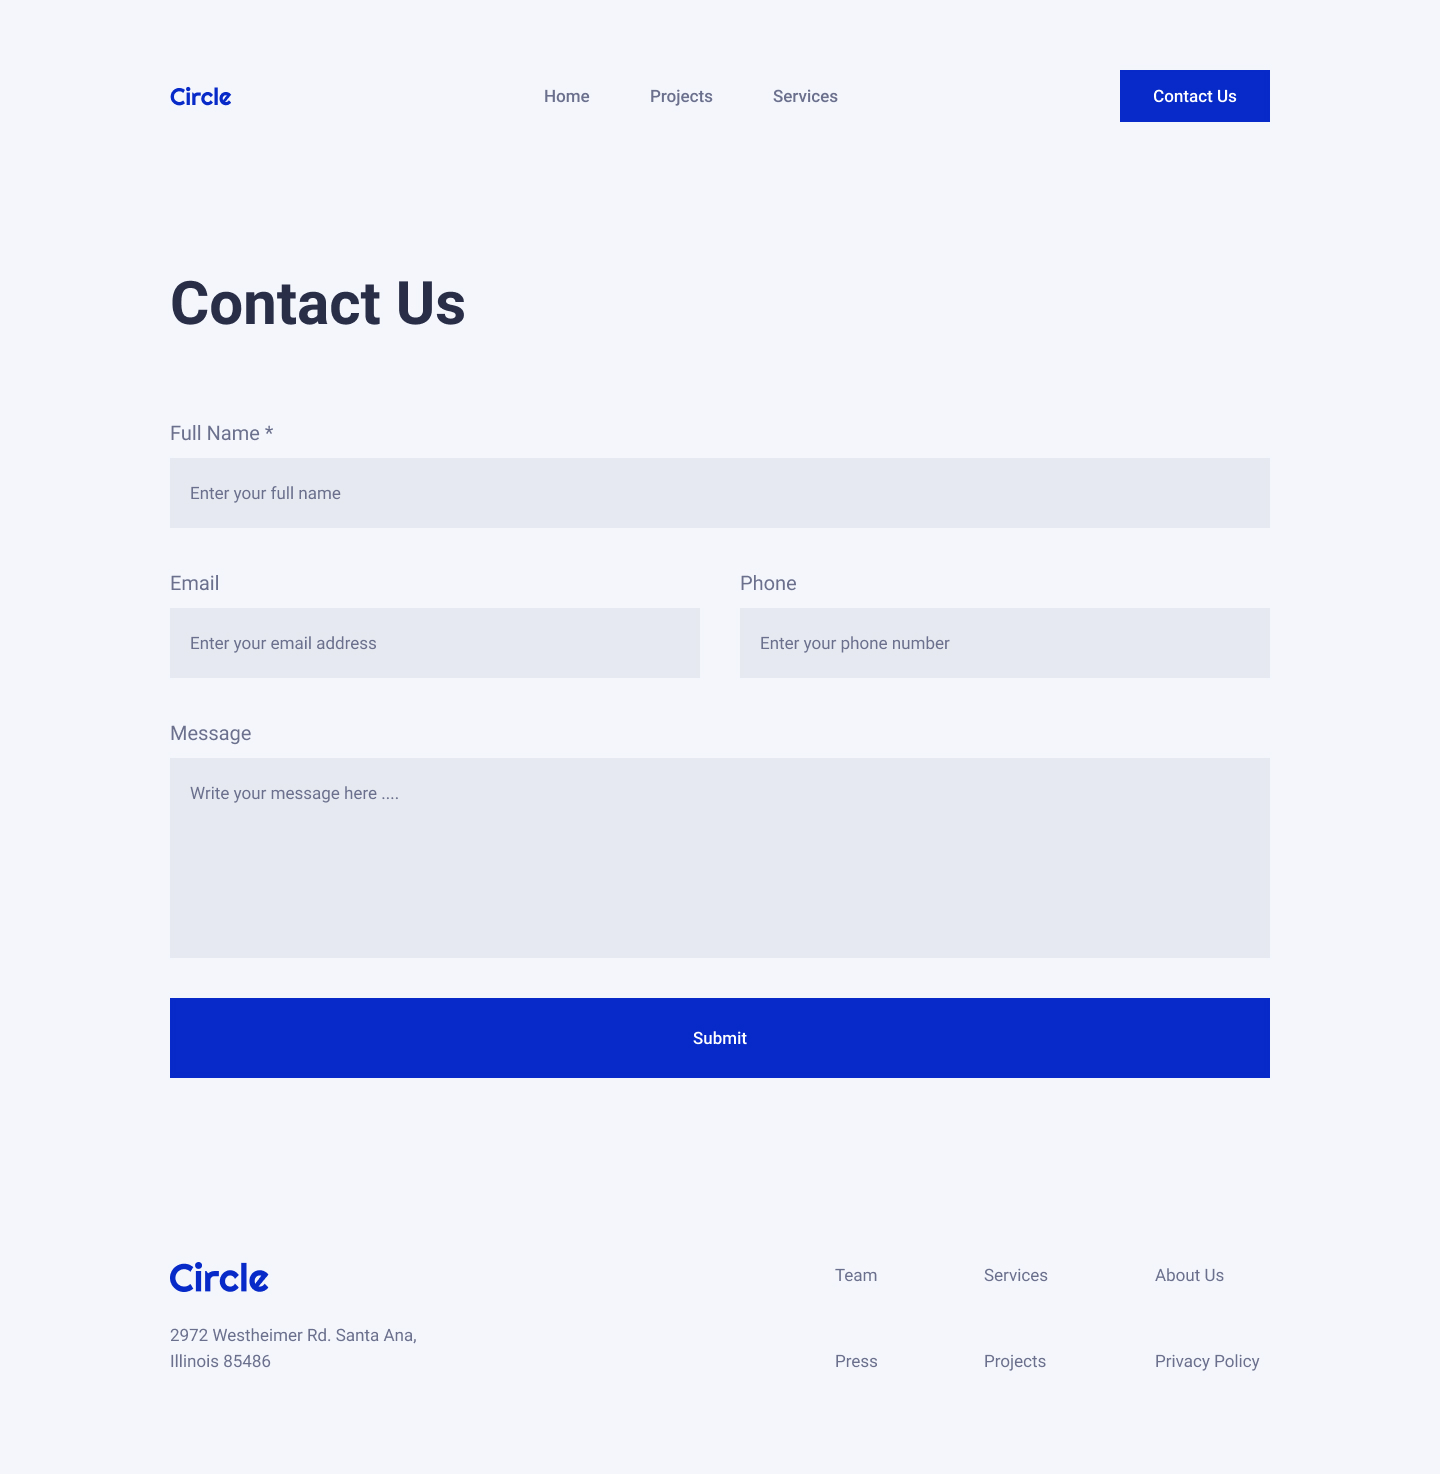 Circle
Home
Projects
Services
Contact Us
Contact Us
Full Name *
Enter your full name
Email
Phone
Enter your email address
Enter your phone number
Message
Write your message here ....
Submit
Circle
2972 Westheimer Rd. Santa Ana,
Illinois 85486
Team
Services
About Us
Press
Projects
Privacy Policy